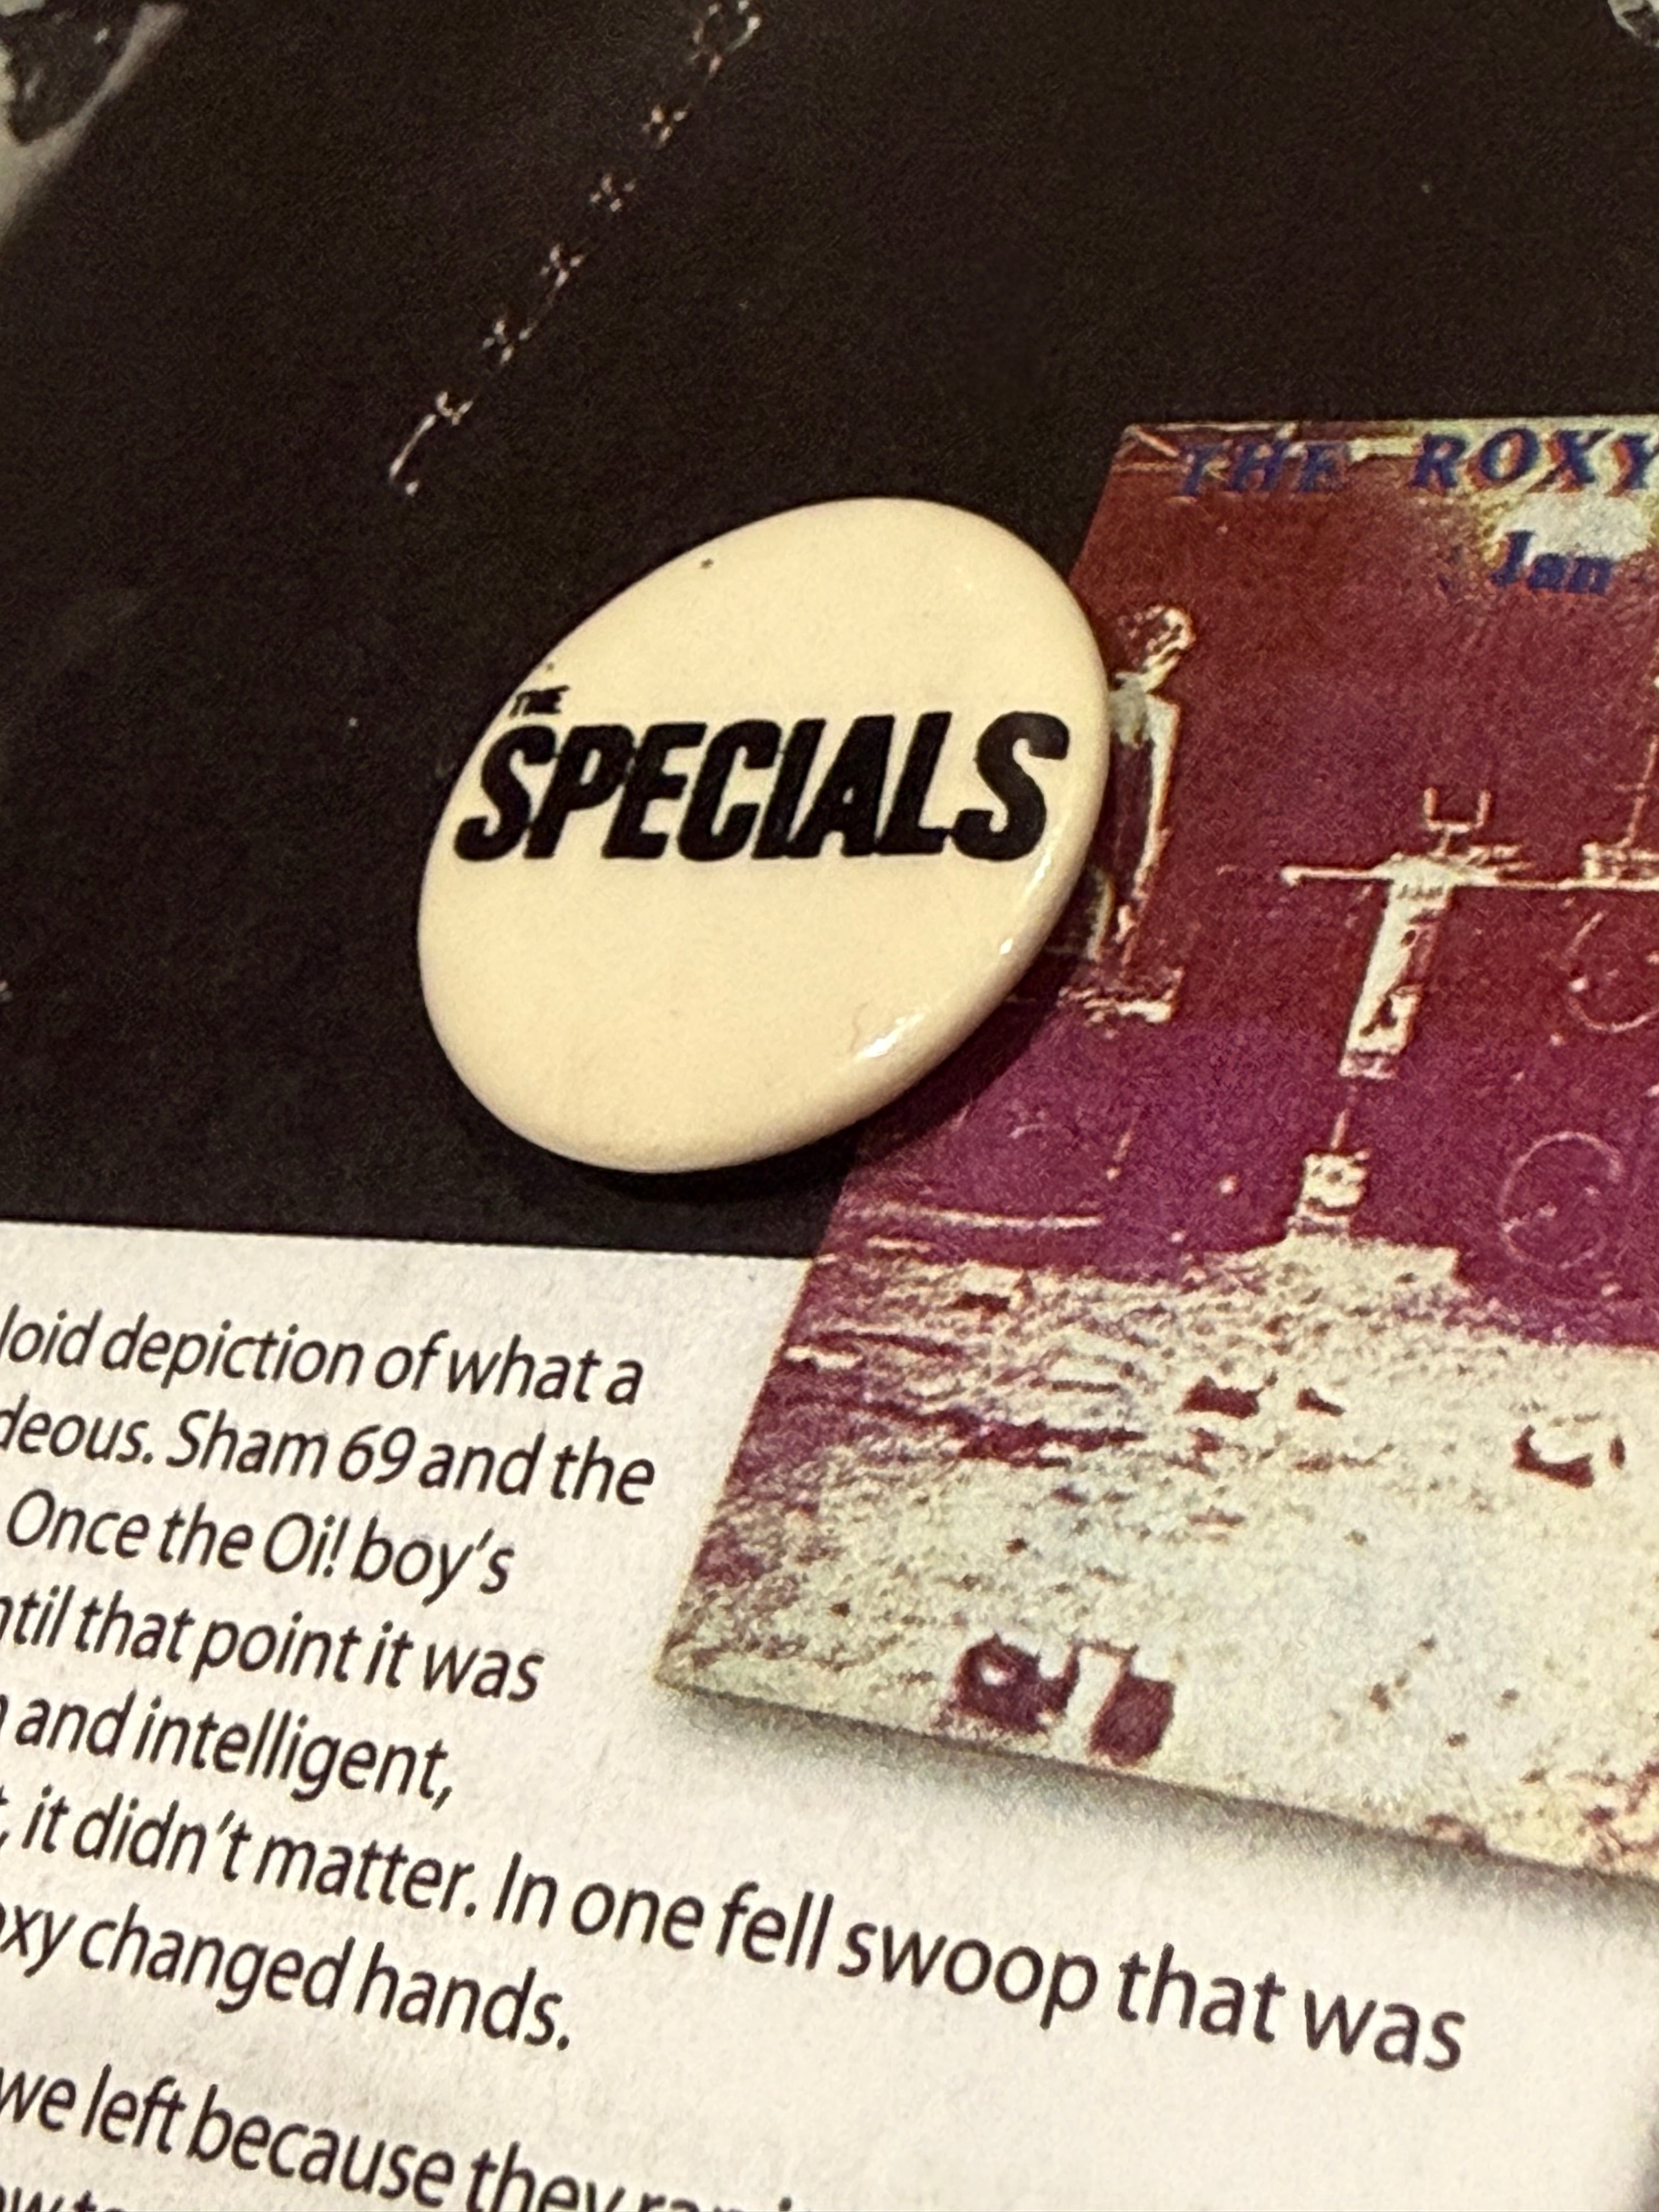 THE ROXY
Jan
THE
SPECIALS
loid depiction of what a
deous. Sham 69 and the
Once the Oi! boy's
ntil that point it was
and intelligent,
, it didn't matter. In one fell swoop that was
oxy changed hands.
we left because they ran